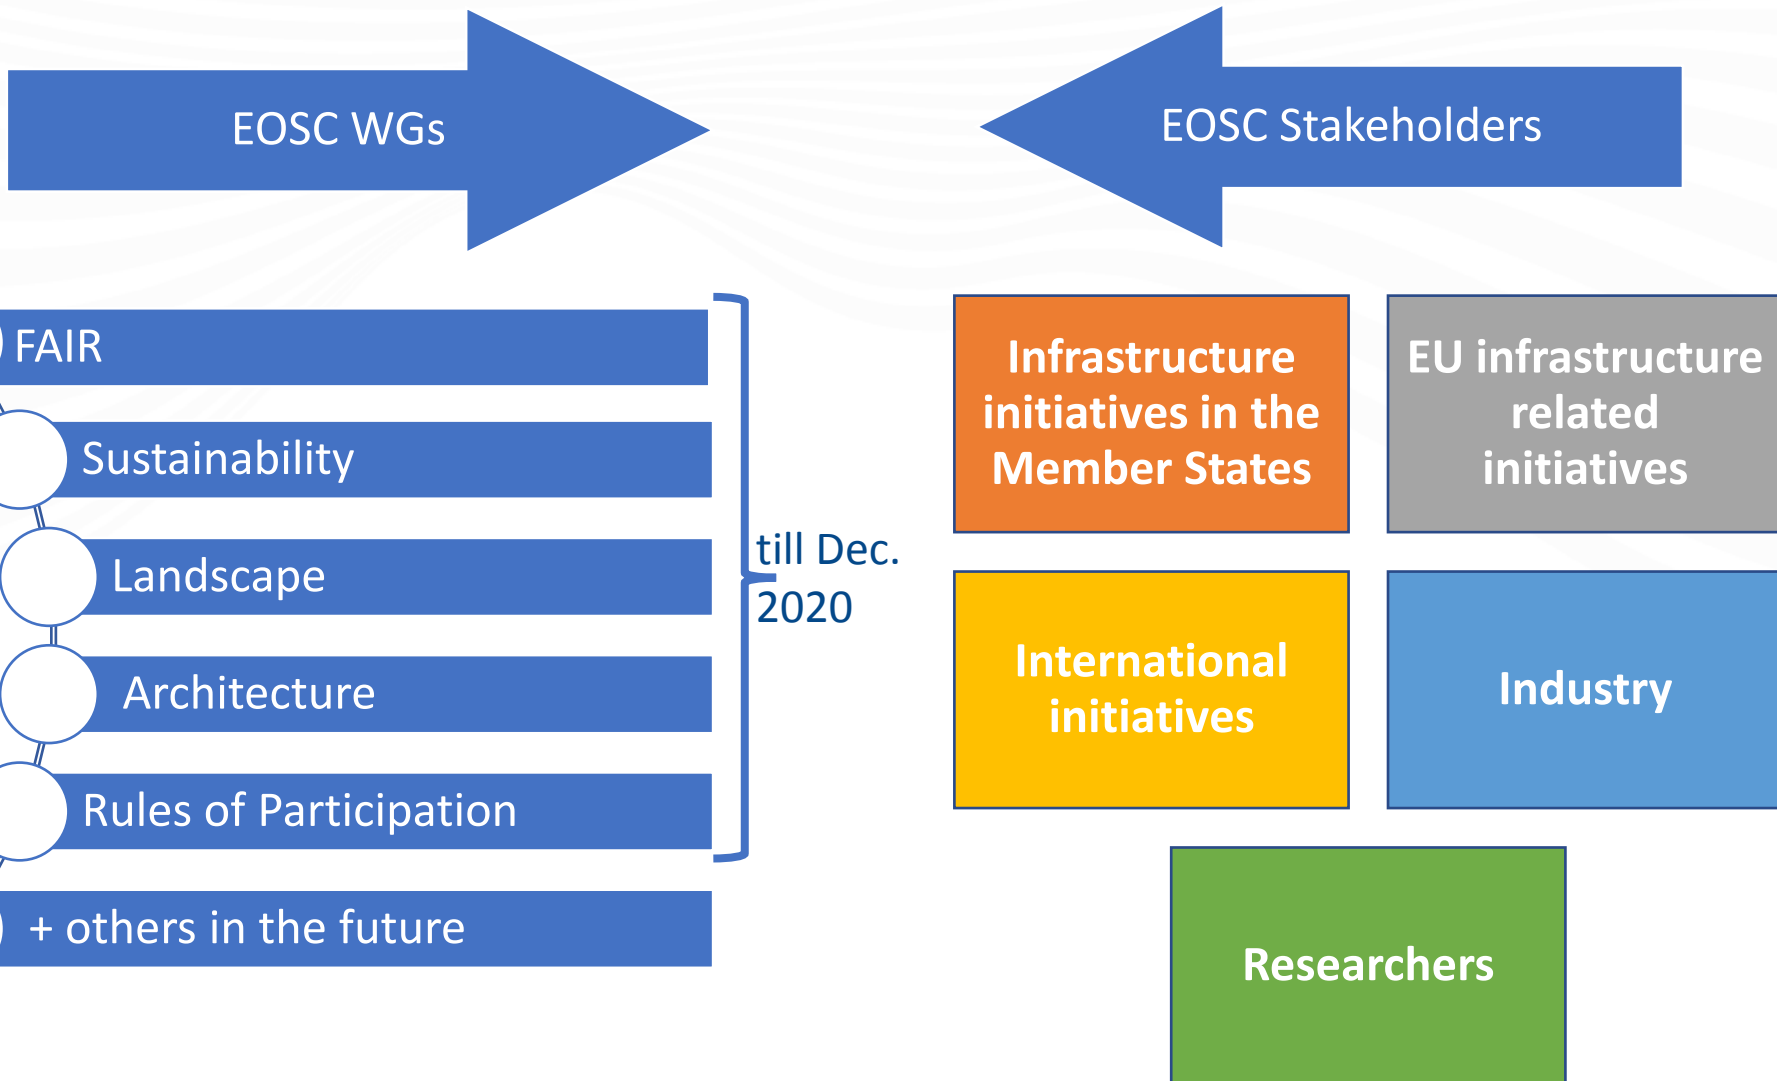 EOSC WGs
FAIR
Sustainability
Landscape
Architecture
Rules of Participation
+ others in the future
till Dec.
2020
EOSC Stakeholders
Infrastructure
initiatives in the
Member States
EU infrastructure
related
initiatives
International
initiatives
Industry
Researchers